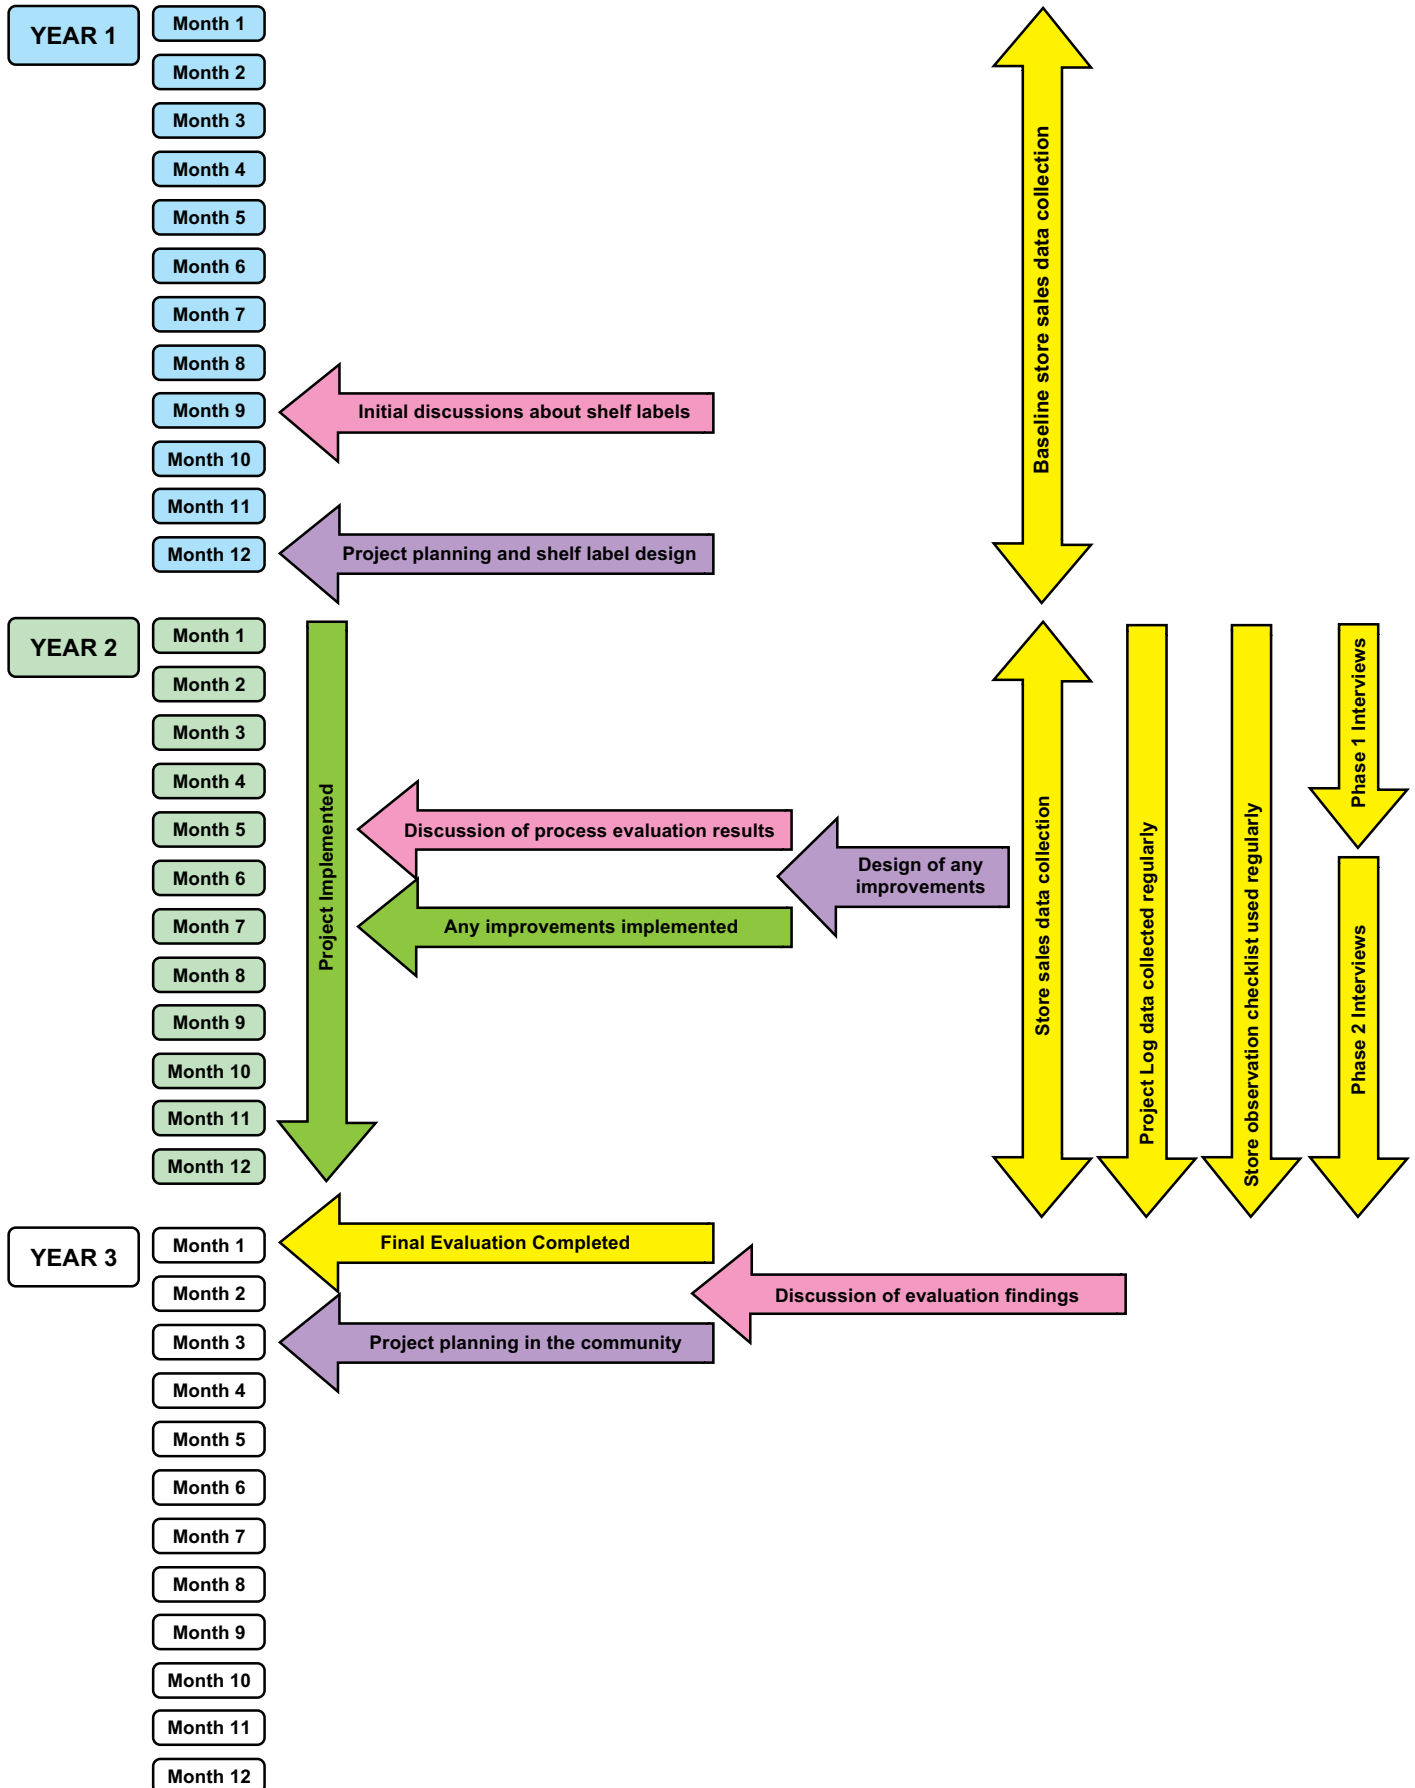 YEAR 1
Month 1
Month 2
Month 3
Month 4
Month 5
Month 6
Month 7
Month 8
Month 9
Month 10
Month 11
Month 12
Initial discussions about shelf labels
Project planning and shelf label design
Baseline store sales data collection
YEAR 2
Month 1
Month 2
Month 3
Month 4
Month 5
Month 6
Month 7
Month 8
Month 9
Month 10
Month 11
Month 12
Project Implemented
Discussion of process evaluation results
Design of any
improvements
Any improvements implemented
Store sales data collection
Project Log data collected regularly
Store observation checklist used regularly
Phase 1 Interviews
Phase 2 Interviews
YEAR 3
Month 1
Month 2
Month 3
Month 4
Month 5
Month 6
Month 7
Month 8
Month 9
Month 10
Month 11
Month 12
Final Evaluation Completed
Discussion of evaluation findings
Project planning in the community